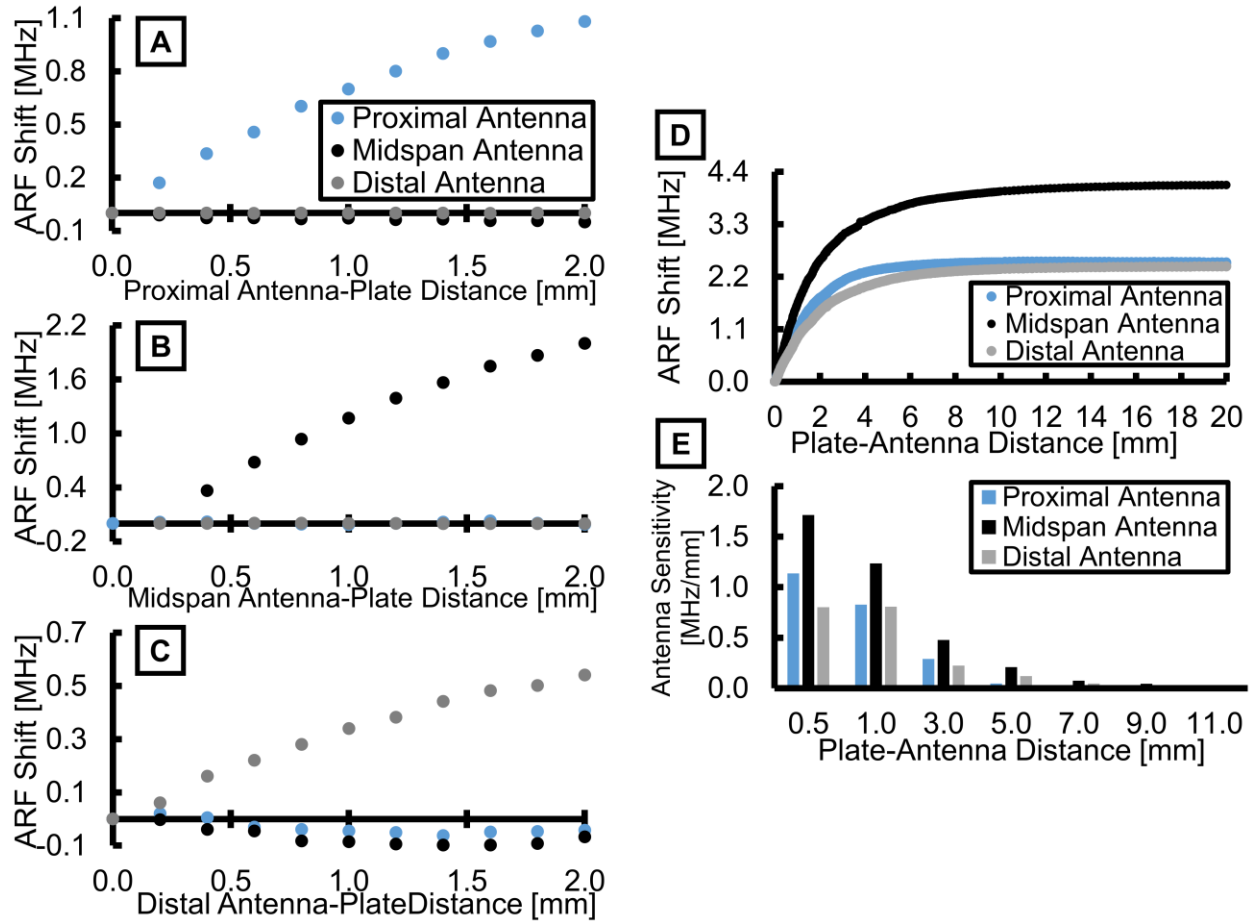 A
ARF Shift [MHz]
1.1
0.8
0.5
0.2
-0.1
Proximal Antenna
Midspan Antenna
Distal Antenna
0.0 0.5 1.0 1.5 2.0
Proximal Antenna-Plate Distance [mm]
B
ARF Shift [MHz]
2.2
1.6
1.0
0.4
-0.2
0.0 0.5 1.0 1.5 2.0
Midspan Antenna-Plate Distance [mm]
C
ARF Shift [MHz]
0.7
0.5
0.3
0.1
-0.1
0.0 0.5 1.0 1.5 2.0
Distal Antenna-PlateDistance [mm]
D
ARF Shift [MHz]
4.4
3.3
2.2
1.1
0.0
Proximal Antenna
Midspan Antenna
Distal Antenna
0 2 4 6 8 10 12 14 16 18 20
Plate-Antenna Distance [mm]
E
Antenna Sensitivity
[MHz/mm]
2.0
1.5
1.0
0.5
0.0
Proximal Antenna
Midspan Antenna
Distal Antenna
0.5 1.0 3.0 5.0 7.0 9.0 11.0
Plate-Antenna Distance [mm]